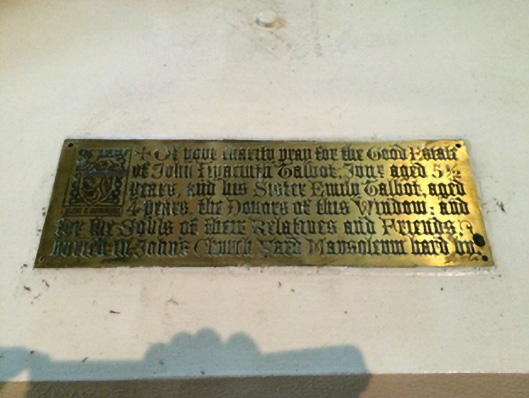 ✠ Of your charity pray for the Good Estate
of John Hyacinth Talbot, Junr aged 5½
years, and his Sister Emily Talbot, aged
4 years, the Donors of this Window; and
for the Souls of their Relatives and Friends,
buried in John's Church Yard Mausoleum hard by.